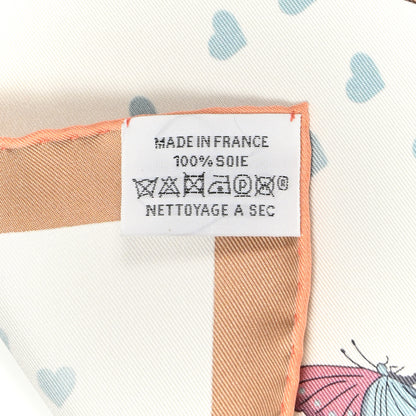 MADE IN FRANCE
100% SOIE
P ®
NETTOYAGE A SEC